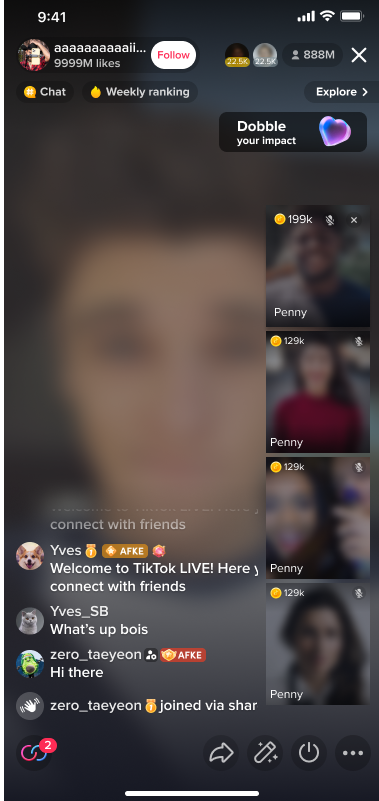 9:41
aaaaaaaaaaii...
9999M likes
Follow
22.5K
22.5K
888M
Chat
Weekly ranking
Explore >
Dobble
your impact
199k
Penny
129k
Penny
129k
Penny
129k
Penny
connect with friends
Yves AFKE
Welcome to TikTok LIVE! Here y
connect with friends
Yves_SB
What's up bois
zero_taeyeon AFKE
Hi there
zero_taeyeon joined via shar
2